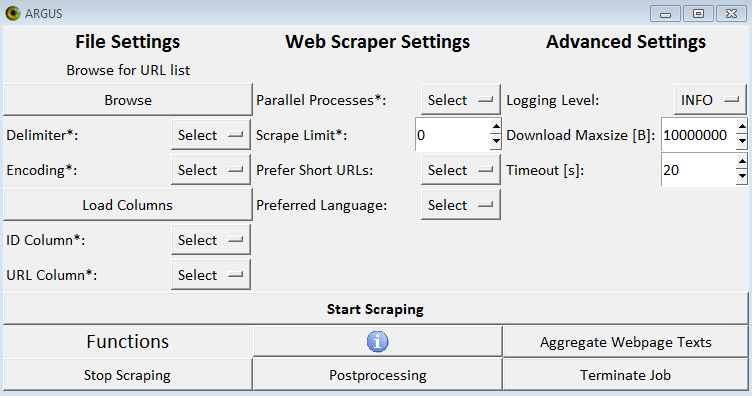 ARGUS
File Settings Web Scraper Settings Advanced Settings
Browse for URL list
Browse Parallel Processes*: Select Logging Level: INFO
Delimiter*: Select Scrape Limit*: 0 Download Maxsize [B]: 10000000
Encoding*: Select Prefer Short URLs: Select Timeout [s]: 20
Load Columns Preferred Language: Select
ID Column*: Select
URL Column*: Select
Start Scraping
Functions i Aggregate Webpage Texts
Stop Scraping Postprocessing Terminate Job